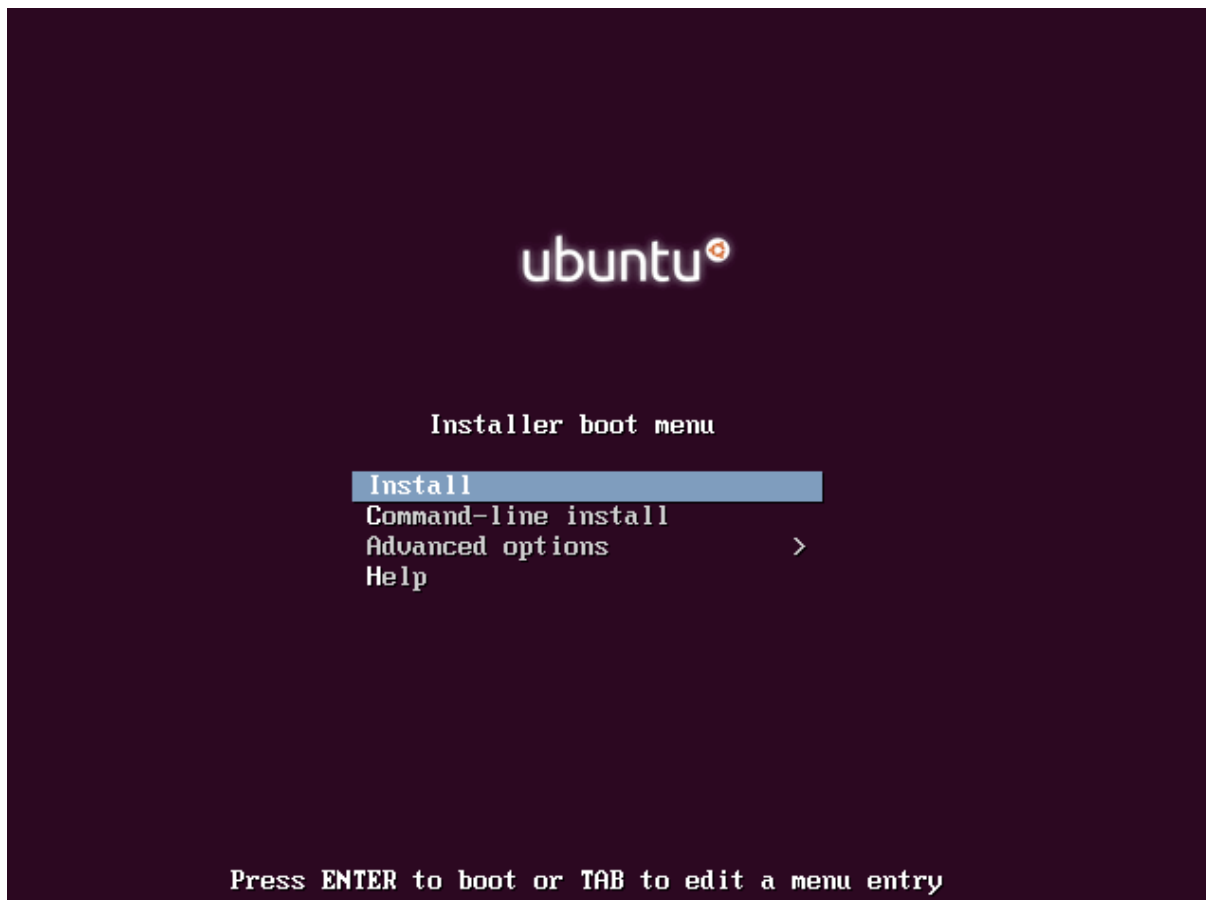 ubuntu
Installer boot menu
Install
Command-line install
Advanced options >
Help
Press ENTER to boot or TAB to edit a menu entry